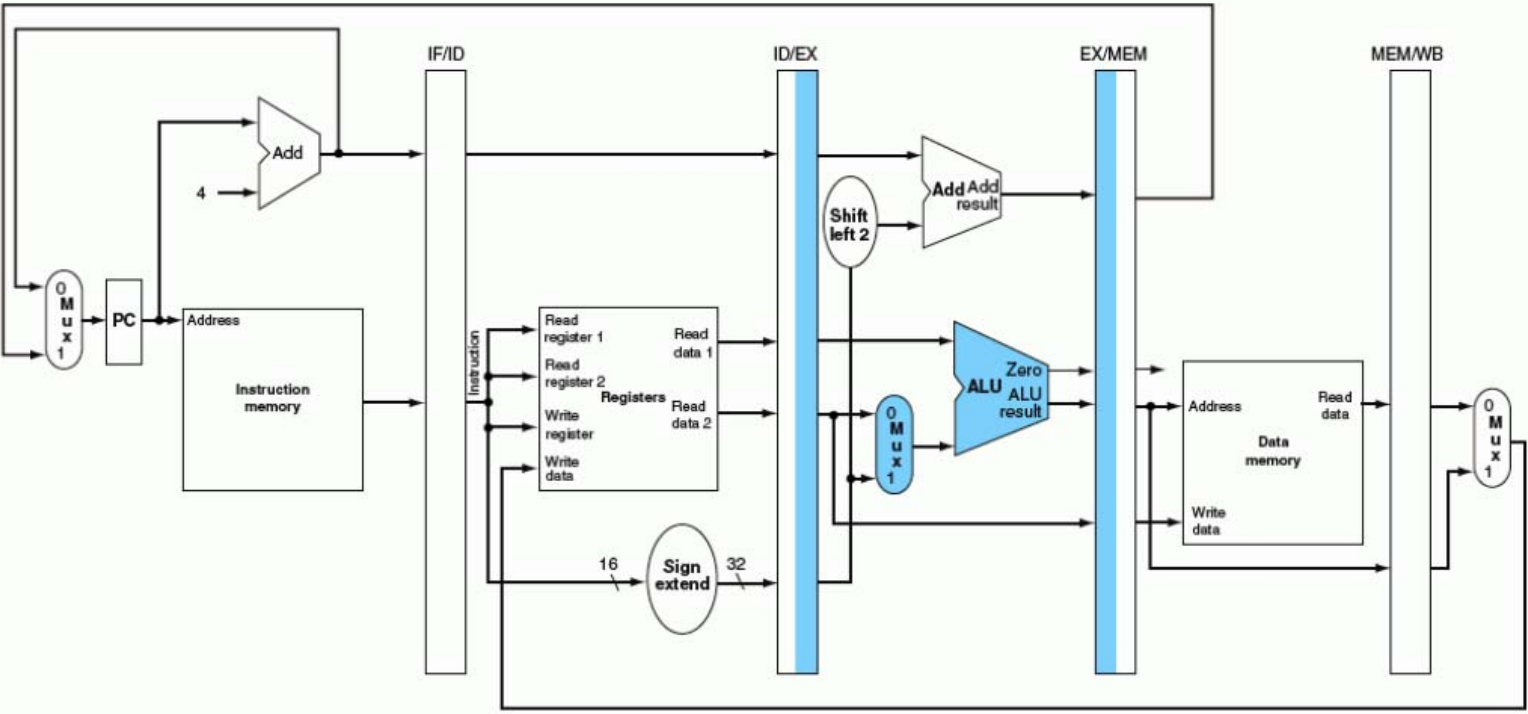 IF/ID
ID/EX
EX/MEM
MEM/WB
Add
4
Add Add
result
Shift
left 2
0
M
u
x
1
PC
Address
Instruction
memory
Instruction
Read
register 1
Read
register 2
Write
register
Write
data
Registers
Read
data 1
Read
data 2
16
Sign
extend
32
0
M
u
x
1
Zero
ALU
ALU
result
Address
Read
data
Data
memory
Write
data
0
M
u
x
1